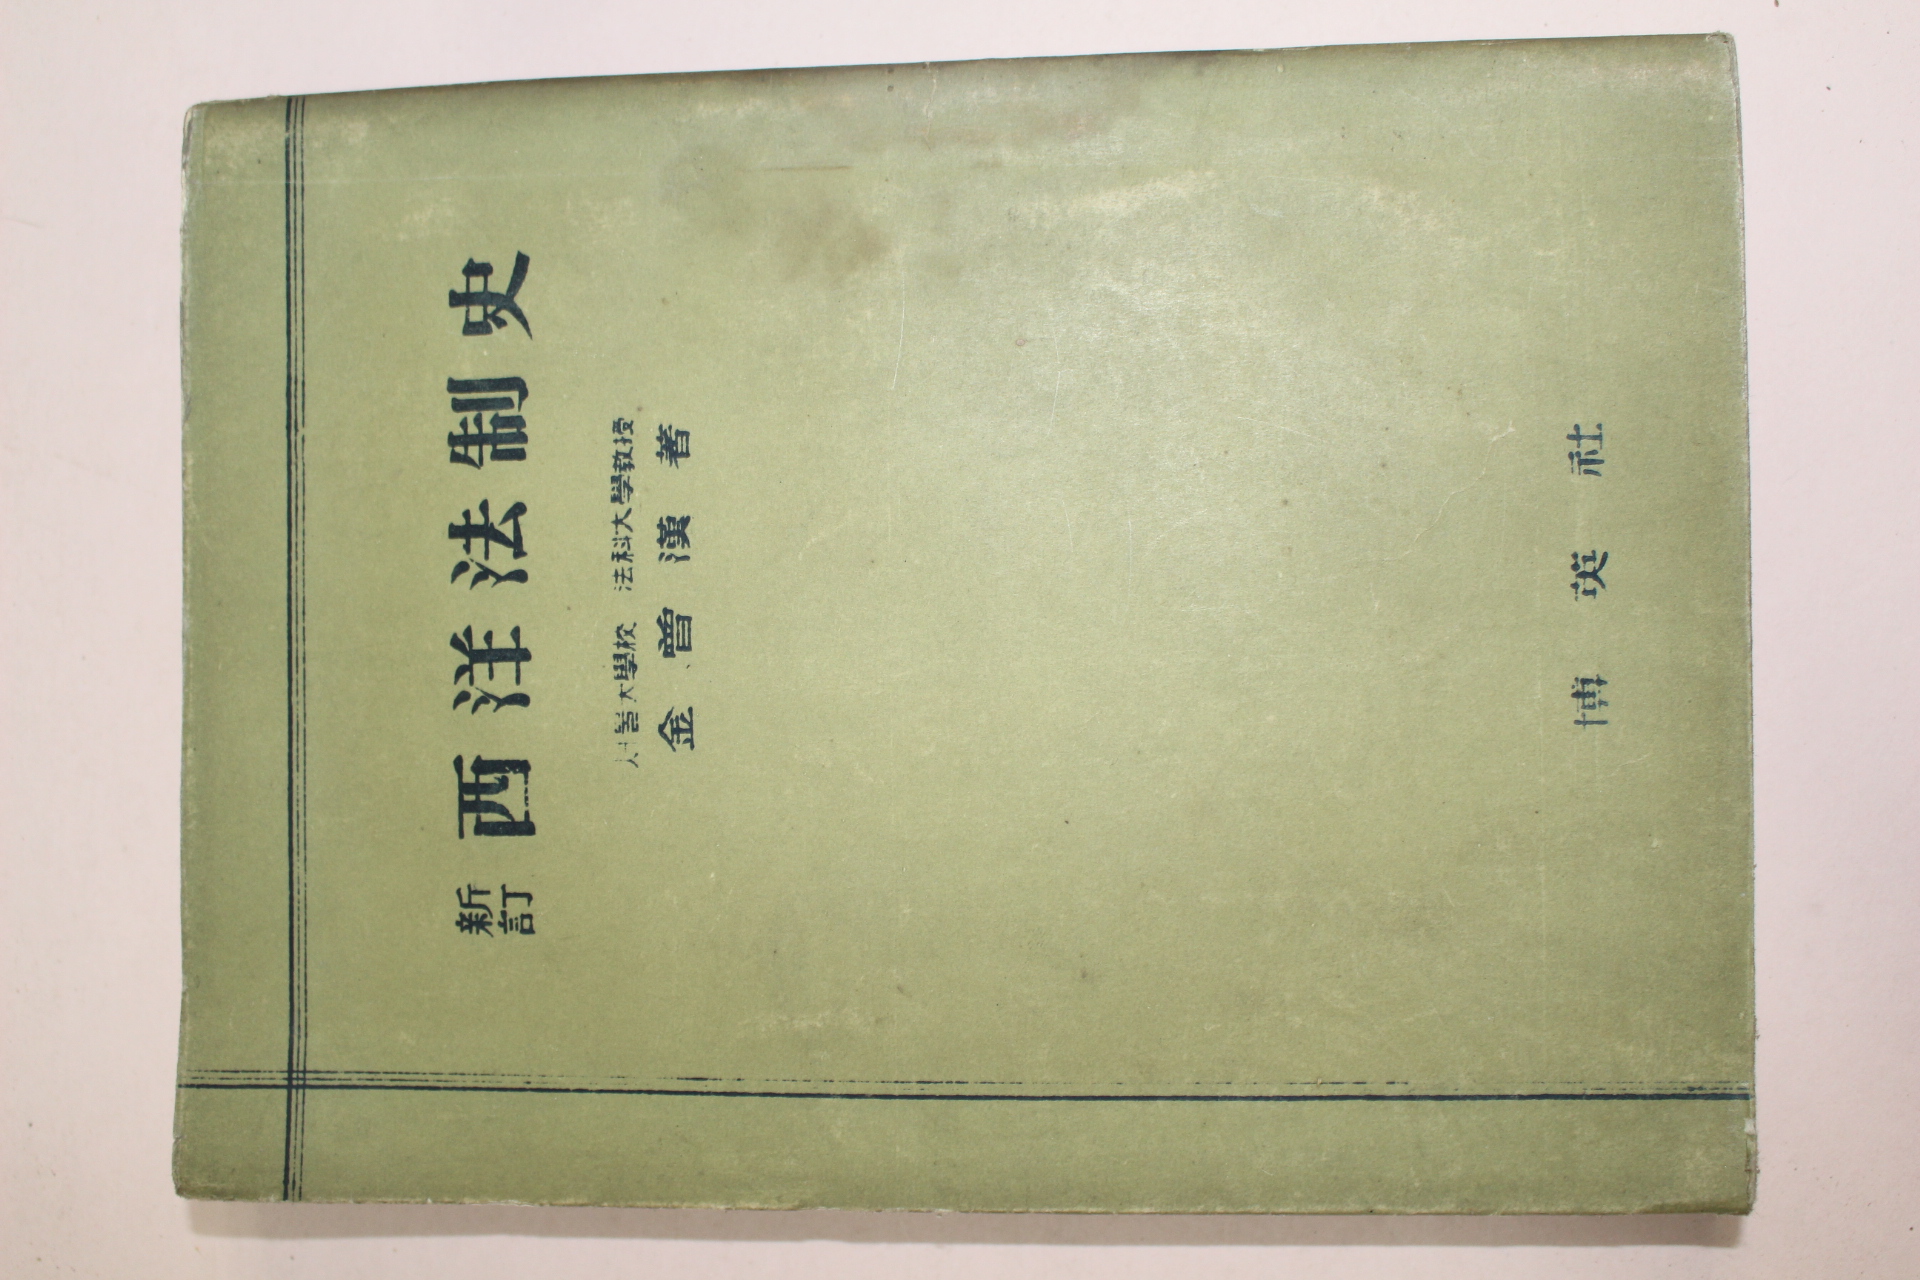 新訂 西洋法制史
서울大學校 法科大學敎授
金曾漢 著
博英社